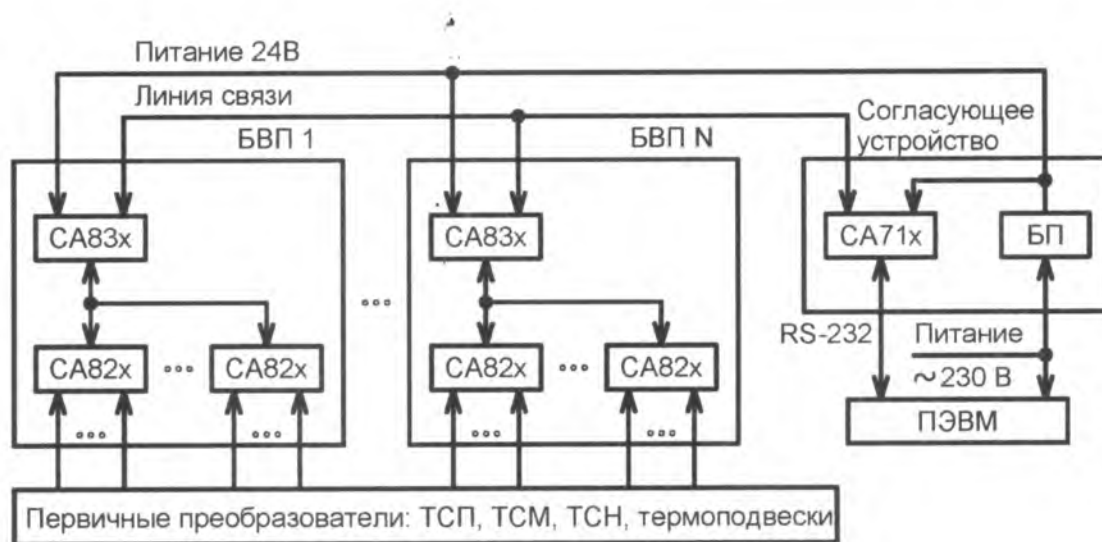 Питание 24В
Линия связи
Согласующее
устройство
БВП 1
БВП N
СА83х
СА83х
СА71х
БП
СА82х
СА82х
СА82х
СА82х
RS-232
Питание
~230 В
ПЭВМ
Первичные преобразователи: ТСП, ТСМ, ТСН, термоподвески